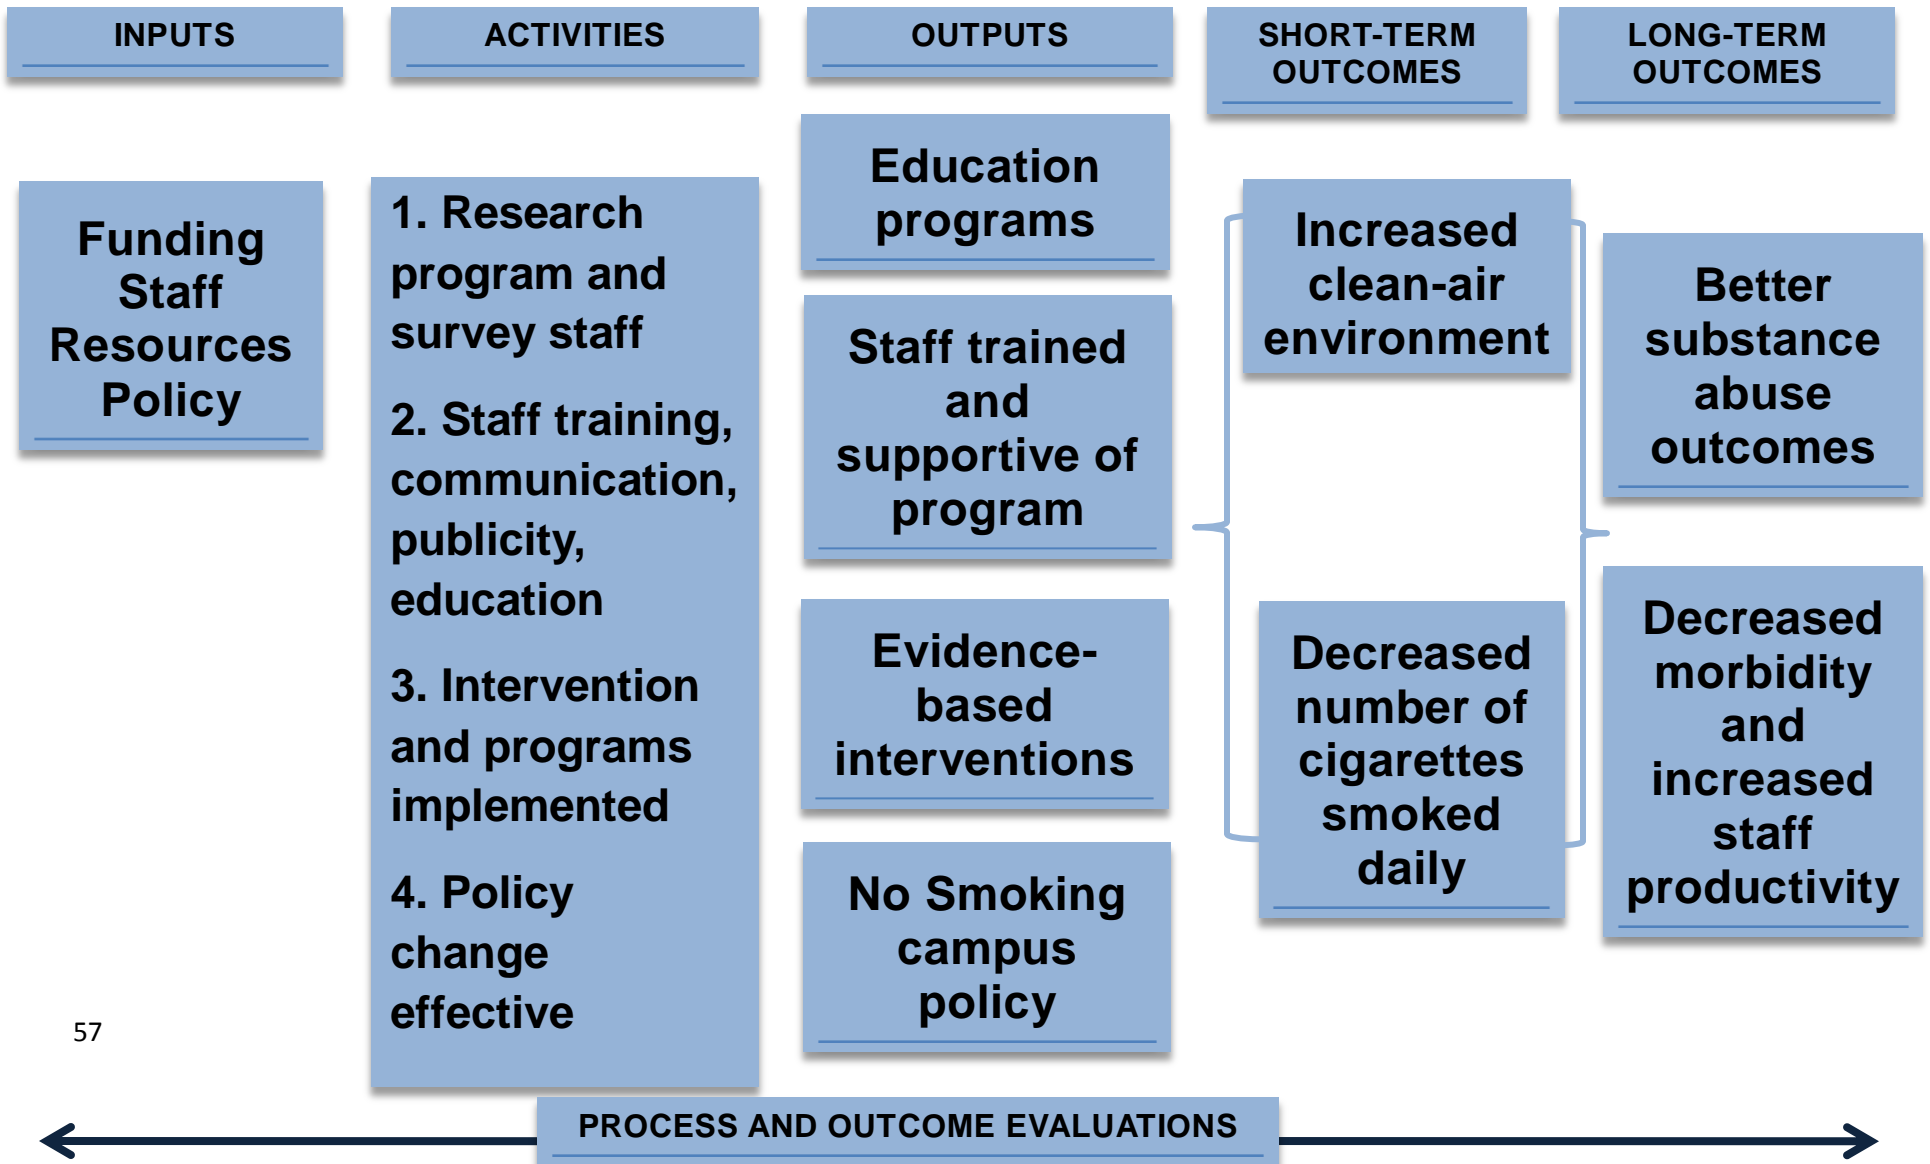 INPUTS
ACTIVITIES
OUTPUTS
SHORT-TERM
OUTCOMES
LONG-TERM
OUTCOMES
Funding
Staff
Resources
Policy
1. Research
program and
survey staff
2. Staff training,
communication,
publicity,
education
3. Intervention
and programs
implemented
4. Policy
change
effective
Education
programs
Staff trained
and
supportive of
program
Evidence-
based
interventions
No Smoking
campus
policy
Increased
clean-air
environment
Decreased
number of
cigarettes
smoked
daily
Better
substance
abuse
outcomes
Decreased
morbidity
and
increased
staff
productivity
57
PROCESS AND OUTCOME EVALUATIONS